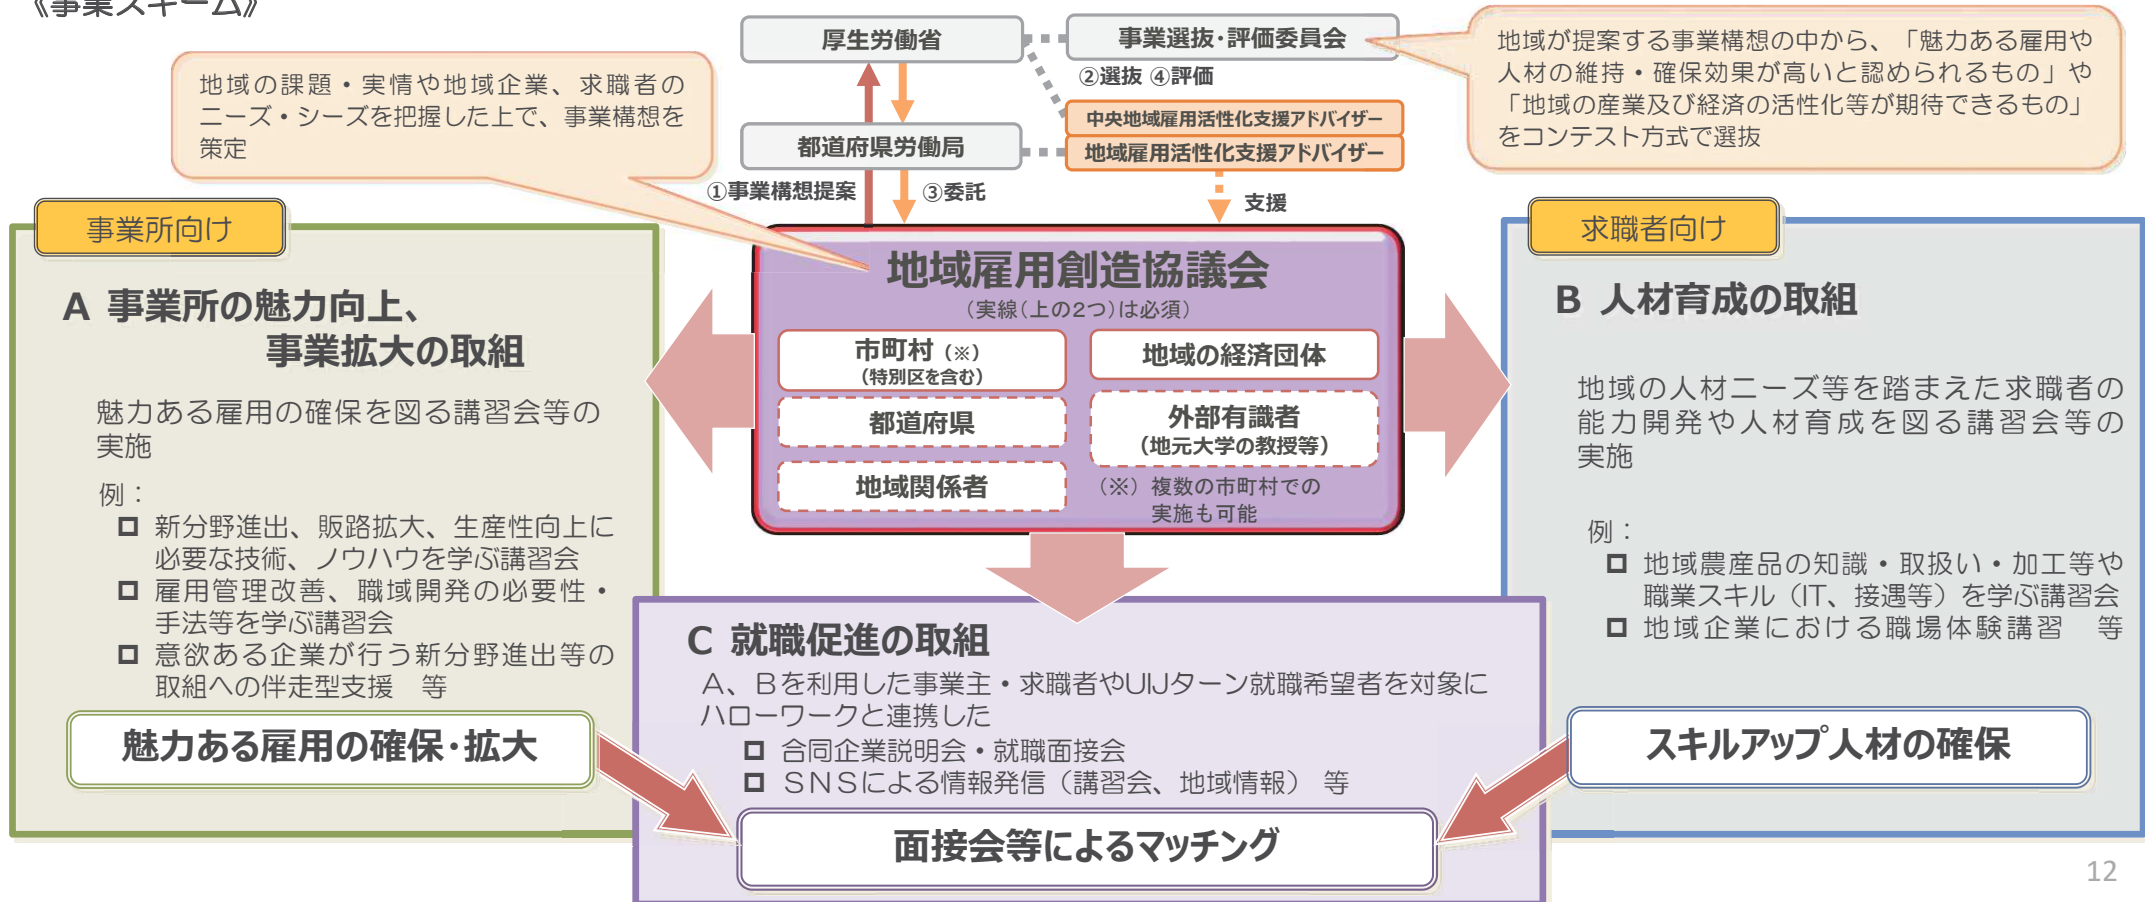 《事業スキーム》
厚生労働省
事業選抜・評価委員会
②選抜 ④評価
地域が提案する事業構想の中から、「魅力ある雇用や
人材の維持・確保効果が高いと認められるもの」や
「地域の産業及び経済の活性化等が期待できるもの」
をコンテスト方式で選抜
地域の課題・実情や地域企業、求職者の
ニーズ・シーズを把握した上で、事業構想を
策定
中央地域雇用活性化支援アドバイザー
地域雇用活性化支援アドバイザー
都道府県労働局
①事業構想提案
③委託
支援
事業所向け
A 事業所の魅力向上、
事業拡大の取組
魅力ある雇用の確保を図る講習会等の
実施
例：
新分野進出、販路拡大、生産性向上に
必要な技術、ノウハウを学ぶ講習会
雇用管理改善、職域開発の必要性・
手法等を学ぶ講習会
意欲ある企業が行う新分野進出等の
取組への伴走型支援　等
魅力ある雇用の確保・拡大
地域雇用創造協議会
（実線（上の2つ）は必須）
市町村（※）
（特別区を含む）
地域の経済団体
都道府県
外部有識者
（地元大学の教授等）
地域関係者
（※）複数の市町村での
実施も可能
求職者向け
B 人材育成の取組
地域の人材ニーズ等を踏まえた求職者の
能力開発や人材育成を図る講習会等の
実施
例：
地域農産品の知識・取扱い・加工等や
職業スキル（IT、接遇等）を学ぶ講習会
地域企業における職場体験講習　等
スキルアップ人材の確保
C 就職促進の取組
A、Bを利用した事業主・求職者やUIJターン就職希望者を対象に
ハローワークと連携した
合同企業説明会・就職面接会
SNSによる情報発信（講習会、地域情報）　等
面接会等によるマッチング
12